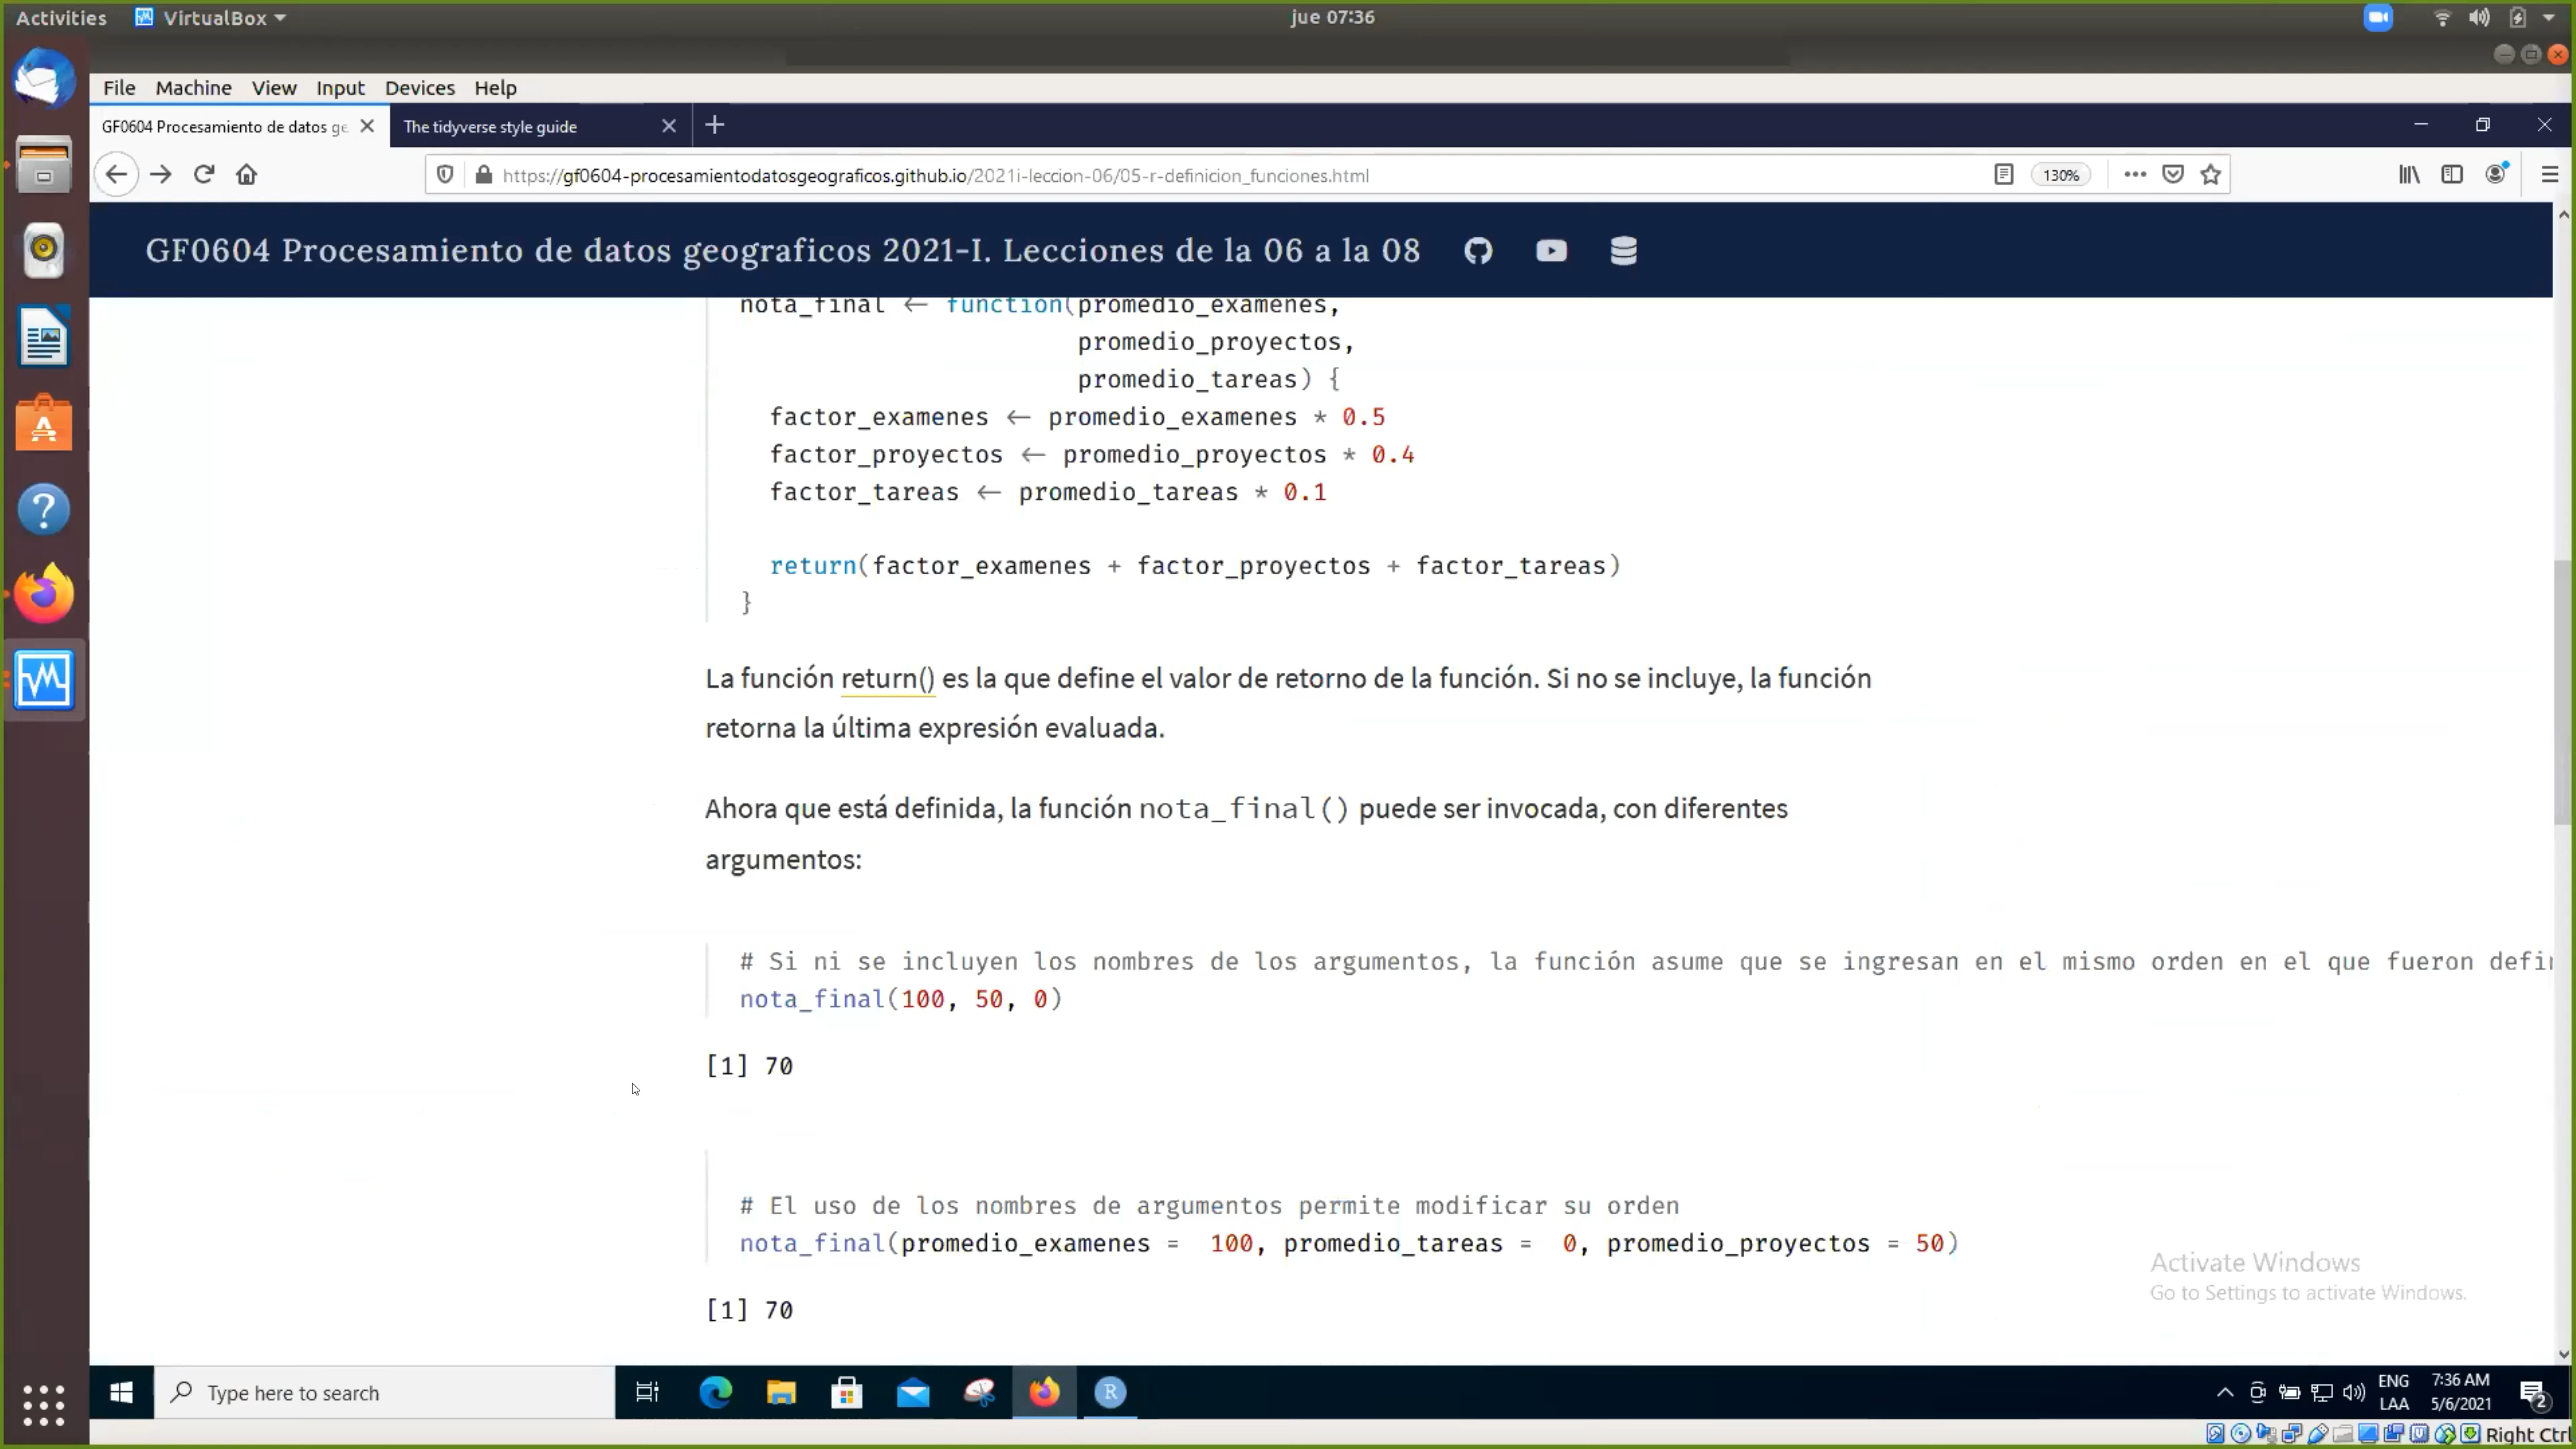 Activities VirtualBox jue 07:36
File Machine View Input Devices Help
GF0604 Procesamiento de datos ge The tidyverse style guide
https://gf0604-procesamientodatosgeograficos.github.io/2021i-leccion-06/05-r-definicion_funciones.html 130%
GF0604 Procesamiento de datos geograficos 2021-I. Lecciones de la 06 a la 08
nota_final <- function(promedio_examenes,
promedio_proyectos,
promedio_tareas) {
factor_examenes <- promedio_examenes * 0.5
factor_proyectos <- promedio_proyectos * 0.4
factor_tareas <- promedio_tareas * 0.1
return(factor_examenes + factor_proyectos + factor_tareas)
}
La función return() es la que define el valor de retorno de la función. Si no se incluye, la función
retorna la última expresión evaluada.
Ahora que está definida, la función nota_final() puede ser invocada, con diferentes
argumentos:
# Si ni se incluyen los nombres de los argumentos, la función asume que se ingresan en el mismo orden en el que fueron defin
nota_final(100, 50, 0)
[1] 70
# El uso de los nombres de argumentos permite modificar su orden
nota_final(promedio_examenes =  100, promedio_tareas =  0, promedio_proyectos = 50)
[1] 70
Activate Windows
Go to Settings to activate Windows.
Type here to search
ENG 7:36 AM
LAA 5/6/2021 2
Right Ctrl